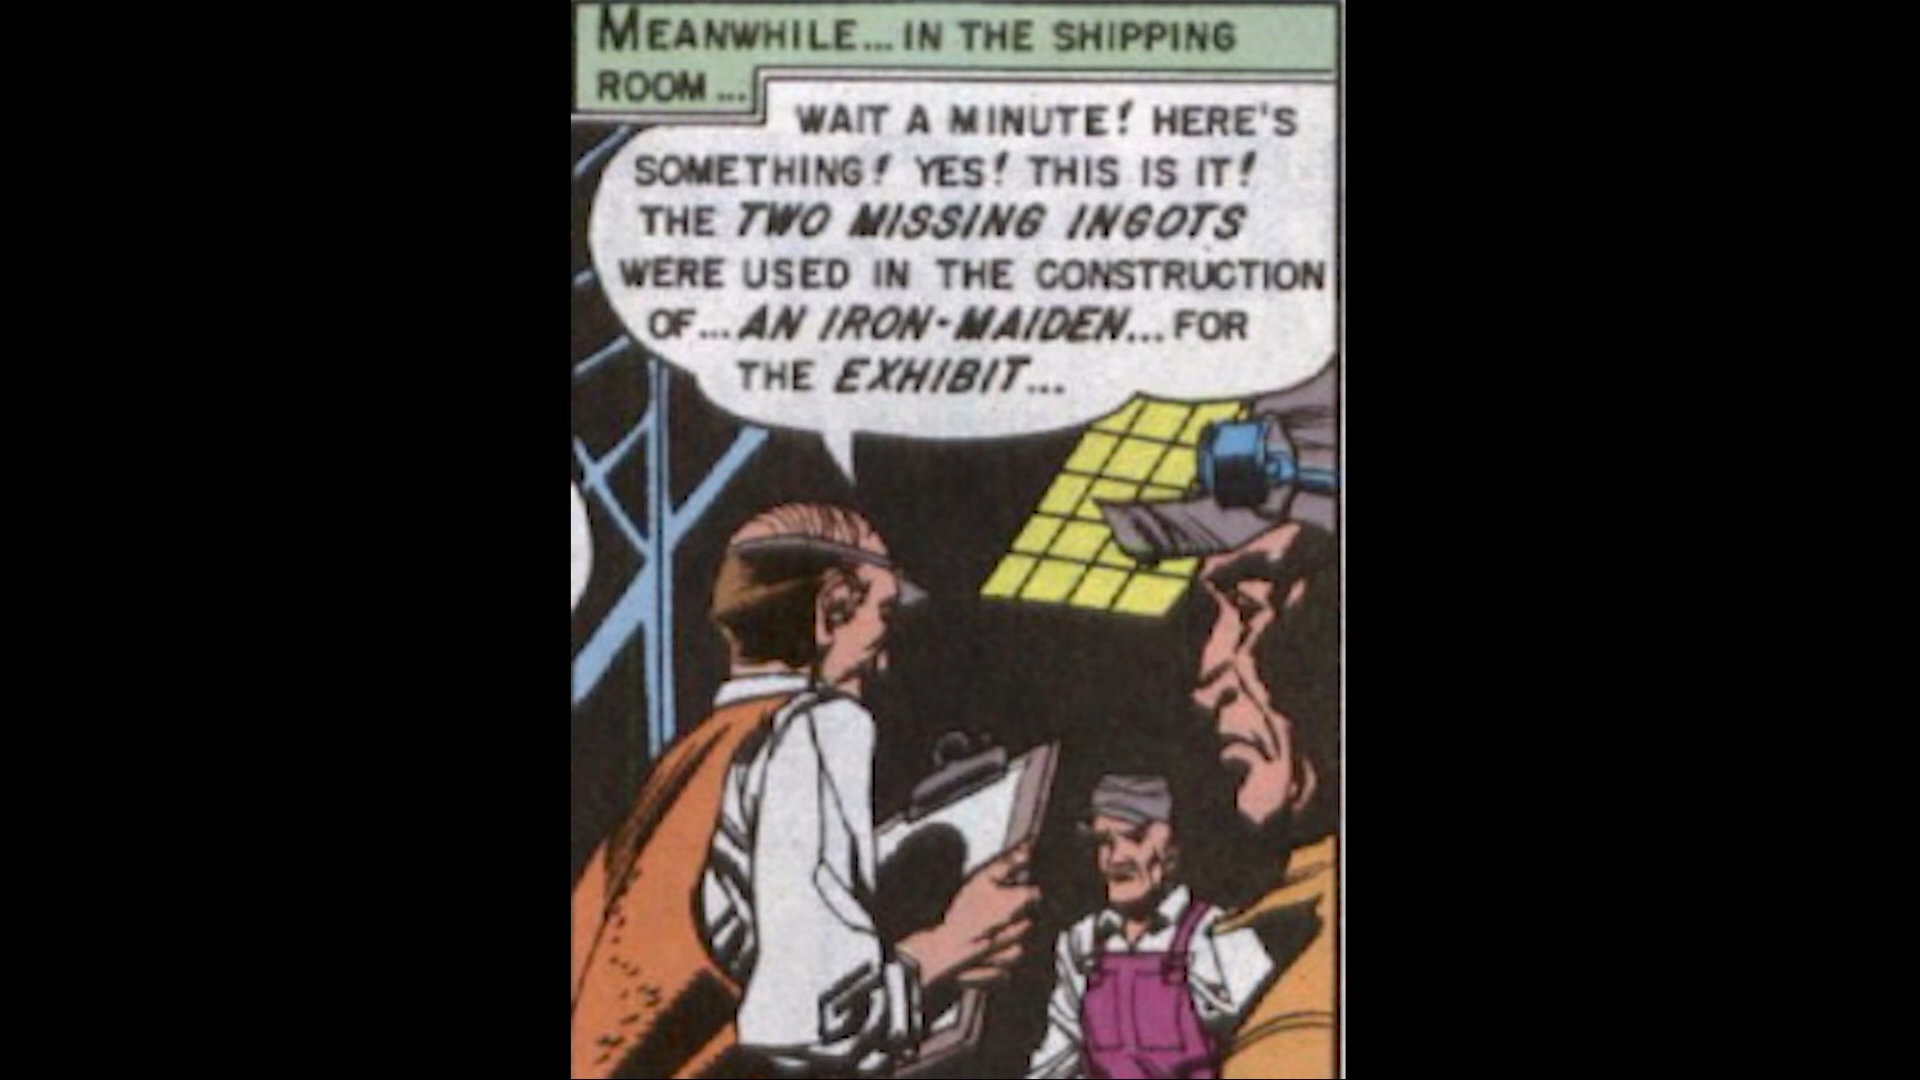 MEANWHILE... IN THE SHIPPING
ROOM...
WAIT A MINUTE! HERE'S
SOMETHING! YES! THIS IS IT!
THE TWO MISSING INGOTS
WERE USED IN THE CONSTRUCTION
OF... AN IRON-MAIDEN... FOR
THE EXHIBIT...